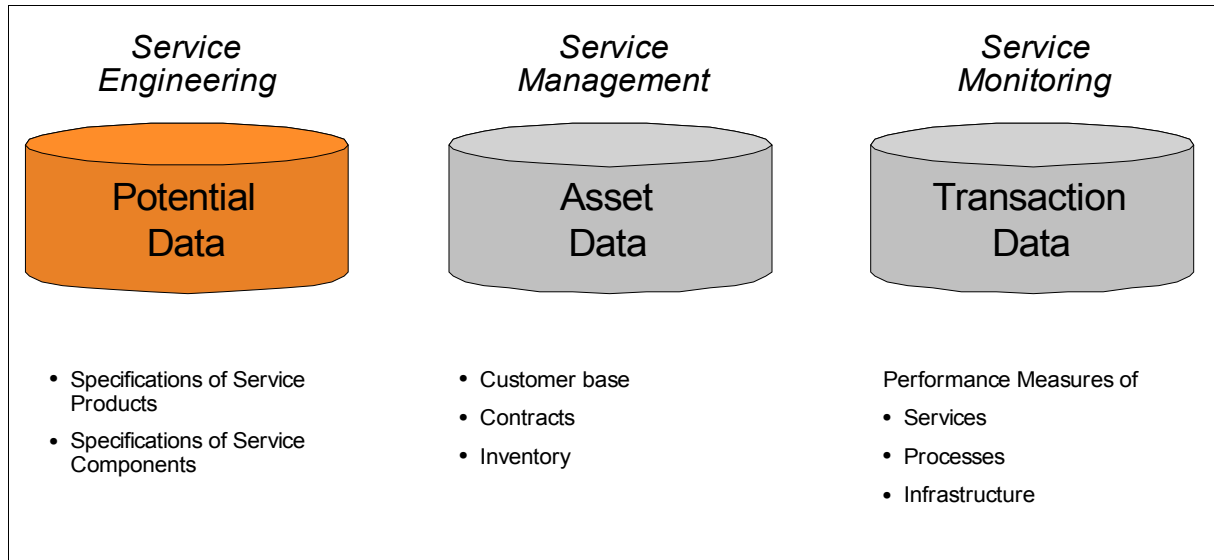 Service
Engineering
Potential
Data
• Specifications of Service
Products
• Specifications of Service
Components
Service
Management
Asset
Data
• Customer base
• Contracts
• Inventory
Service
Monitoring
Transaction
Data
Performance Measures of
• Services
• Processes
• Infrastructure